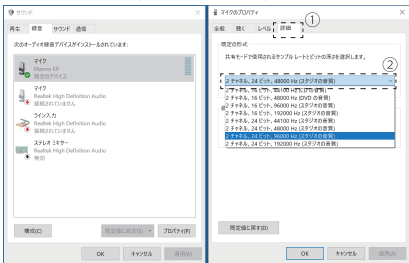 サウンド
再生 録音 サウンド 通信
次のオーディオ録音デバイスがインストールされています:
マイク
Maono Elf
既定のデバイス
マイク
Realtek High Definition Audio
接続されていません
ライン入力
Realtek High Definition Audio
接続されていません
ステレオ ミキサー
Realtek High Definition Audio
無効
構成(C)
既定値に設定(S)
プロパティ(P)
OK
キャンセル
適用(A)
マイクのプロパティ
①
全般 聴く レベル 詳細
既定の形式
共有モードで使用されるサンプル レートとビットの深さを選択します。
②
2 チャネル、24 ビット、48000 Hz (スタジオの音質)
2 チャネル、16 ビット、44100 Hz (CD の音質)
2 チャネル、16 ビット、48000 Hz (DVD の音質)
2 チャネル、16 ビット、96000 Hz (スタジオの音質)
2 チャネル、16 ビット、192000 Hz (スタジオの音質)
2 チャネル、24 ビット、44100 Hz (スタジオの音質)
2 チャネル、24 ビット、48000 Hz (スタジオの音質)
2 チャネル、24 ビット、96000 Hz (スタジオの音質)
2 チャネル、24 ビット、192000 Hz (スタジオの音質)
既定値に戻す(D)
OK
キャンセル
適用(A)